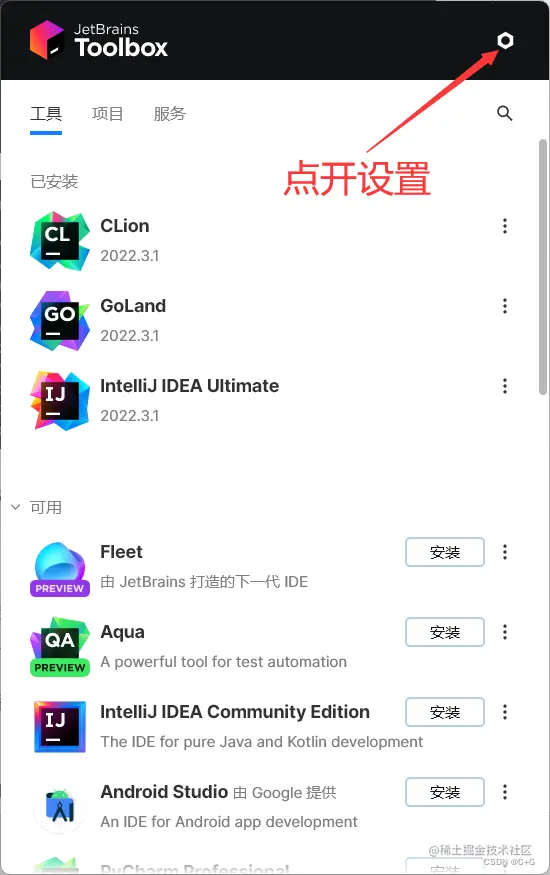 JetBrains
Toolbox
工具 项目 服务
点开设置
已安装
CL
CLion
2022.3.1
GO
GoLand
2022.3.1
IJ
IntelliJ IDEA Ultimate
2022.3.1
可用
Fleet
安装
PREVIEW
由 JetBrains 打造的下一代 IDE
QA
Aqua
安装
PREVIEW
A powerful tool for test automation
IJ
IntelliJ IDEA Community Edition
安装
The IDE for pure Java and Kotlin development
Android Studio 由 Google 提供
安装
An IDE for Android app development
@稀土掘金技术社区
CSDN @C+G
PyCharm Professional
安装